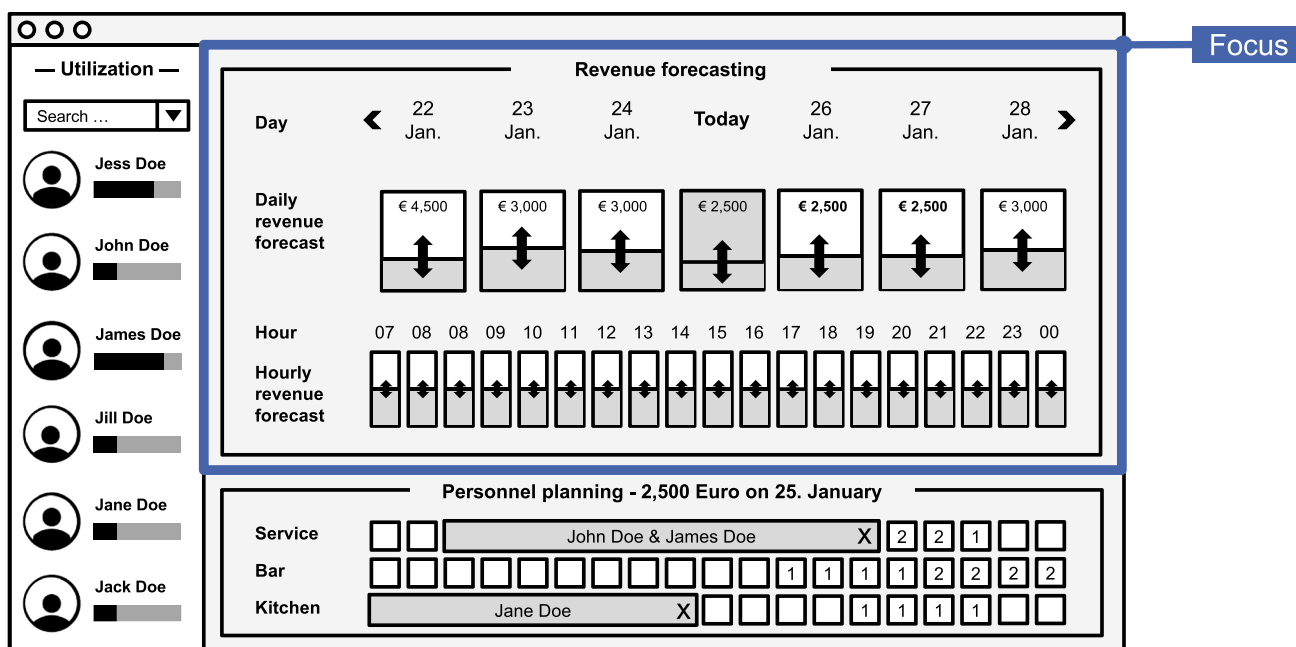 Focus
— Utilization —
Search …
Jess Doe
John Doe
James Doe
Jill Doe
Jane Doe
Jack Doe
Revenue forecasting
Day
22 Jan.
23 Jan.
24 Jan.
Today
26 Jan.
27 Jan.
28 Jan.
Daily
revenue
forecast
€ 4,500 € 3,000 € 3,000 € 2,500 € 2,500 € 2,500 € 3,000
Hour 07 08 08 09 10 11 12 13 14 15 16 17 18 19 20 21 22 23 00
Hourly
revenue
forecast
Personnel planning - 2,500 Euro on 25. January
Service John Doe & James Doe X 2 2 1
Bar 1 1 1 1 2 2 2 2
Kitchen Jane Doe X 1 1 1 1